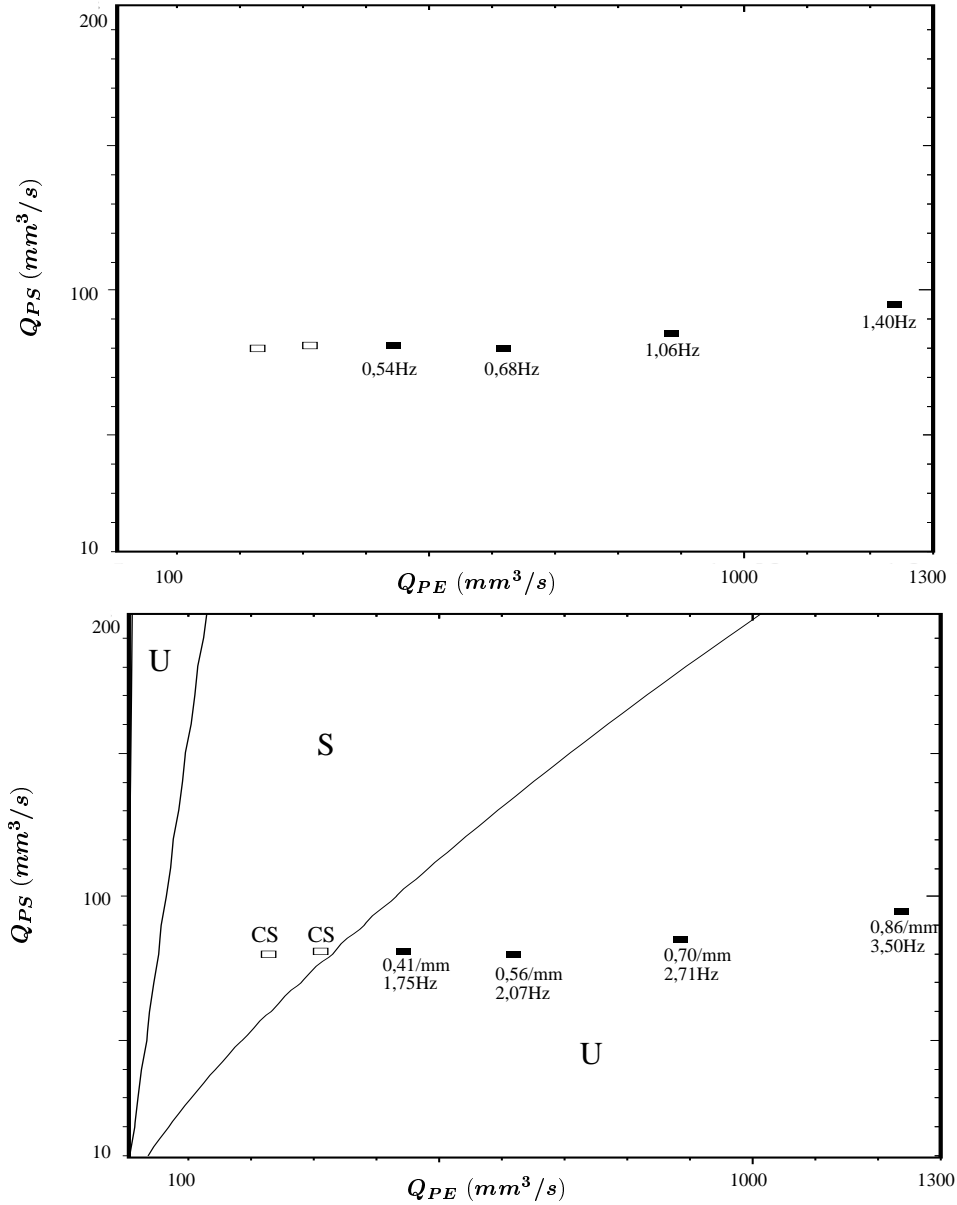 200
Q_PS (mm³/s)
100
0,54Hz
0,68Hz
1,06Hz
1,40Hz
10
100
Q_PE (mm³/s)
1000
1300
200
U
S
Q_PS (mm³/s)
100
CS
CS
0,41/mm
1,75Hz
0,56/mm
2,07Hz
0,70/mm
2,71Hz
0,86/mm
3,50Hz
U
10
100
Q_PE (mm³/s)
1000
1300